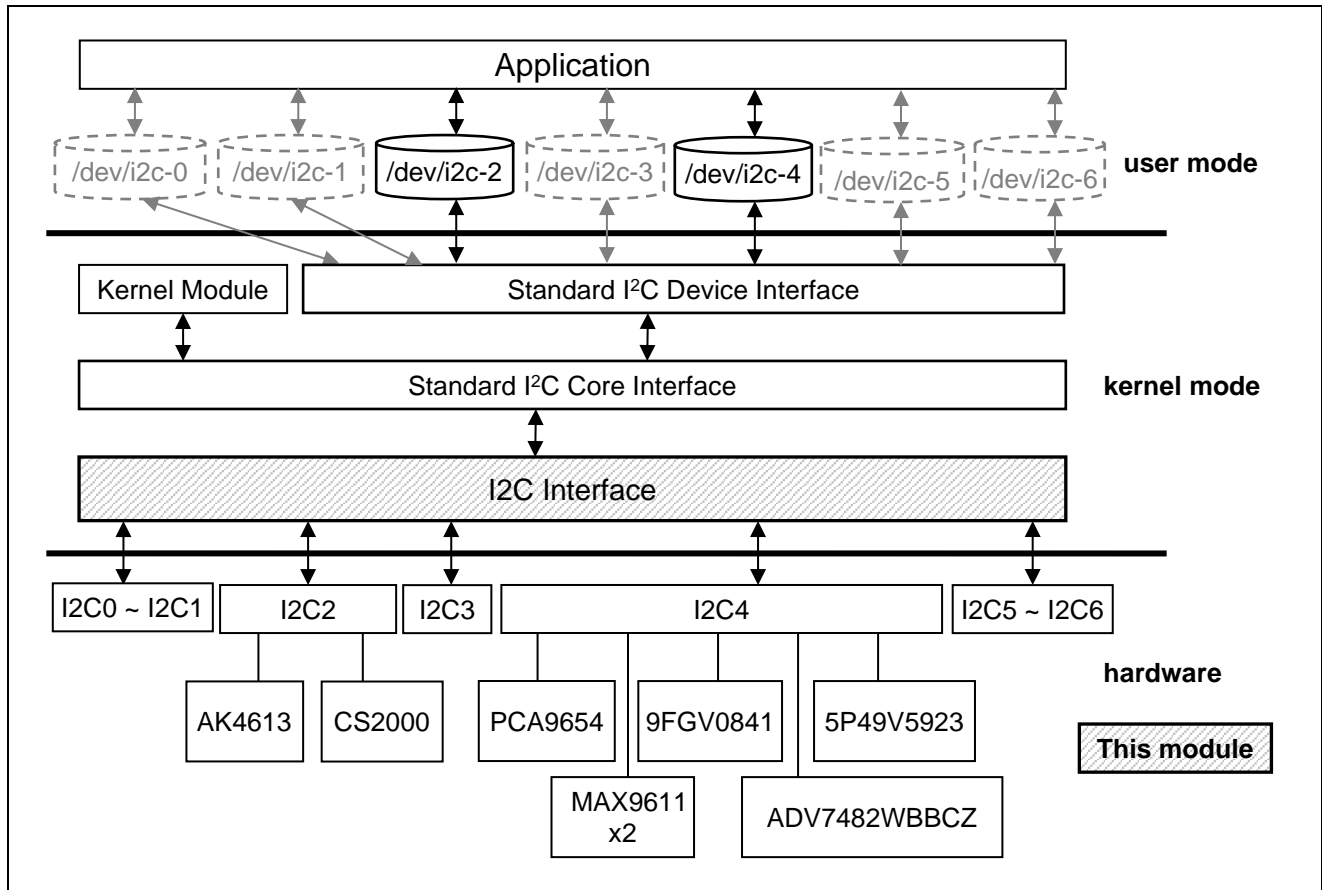 Application
/dev/i2c-0
/dev/i2c-1
/dev/i2c-2
/dev/i2c-3
/dev/i2c-4
/dev/i2c-5
/dev/i2c-6
user mode
Kernel Module
Standard I²C Device Interface
Standard I²C Core Interface
kernel mode
I2C Interface
I2C0 ~ I2C1
I2C2
I2C3
I2C4
I2C5 ~ I2C6
hardware
AK4613
CS2000
PCA9654
9FGV0841
5P49V5923
This module
MAX9611
x2
ADV7482WBBCZ